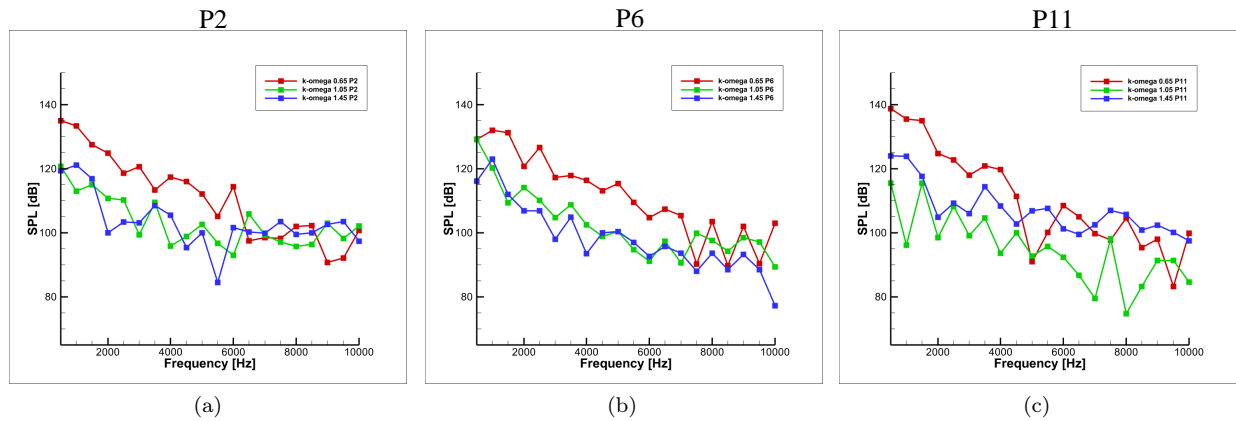 P2
P6
P11
k-omega 0.65 P2
k-omega 1.05 P2
k-omega 1.45 P2
SPL [dB]
140
120
100
80
2000 4000 6000 8000 10000
Frequency [Hz]
k-omega 0.65 P6
k-omega 1.05 P6
k-omega 1.45 P6
SPL [dB]
140
120
100
80
2000 4000 6000 8000 10000
Frequency [Hz]
k-omega 0.65 P11
k-omega 1.05 P11
k-omega 1.45 P11
SPL [dB]
140
120
100
80
2000 4000 6000 8000 10000
Frequency [Hz]
(a)
(b)
(c)